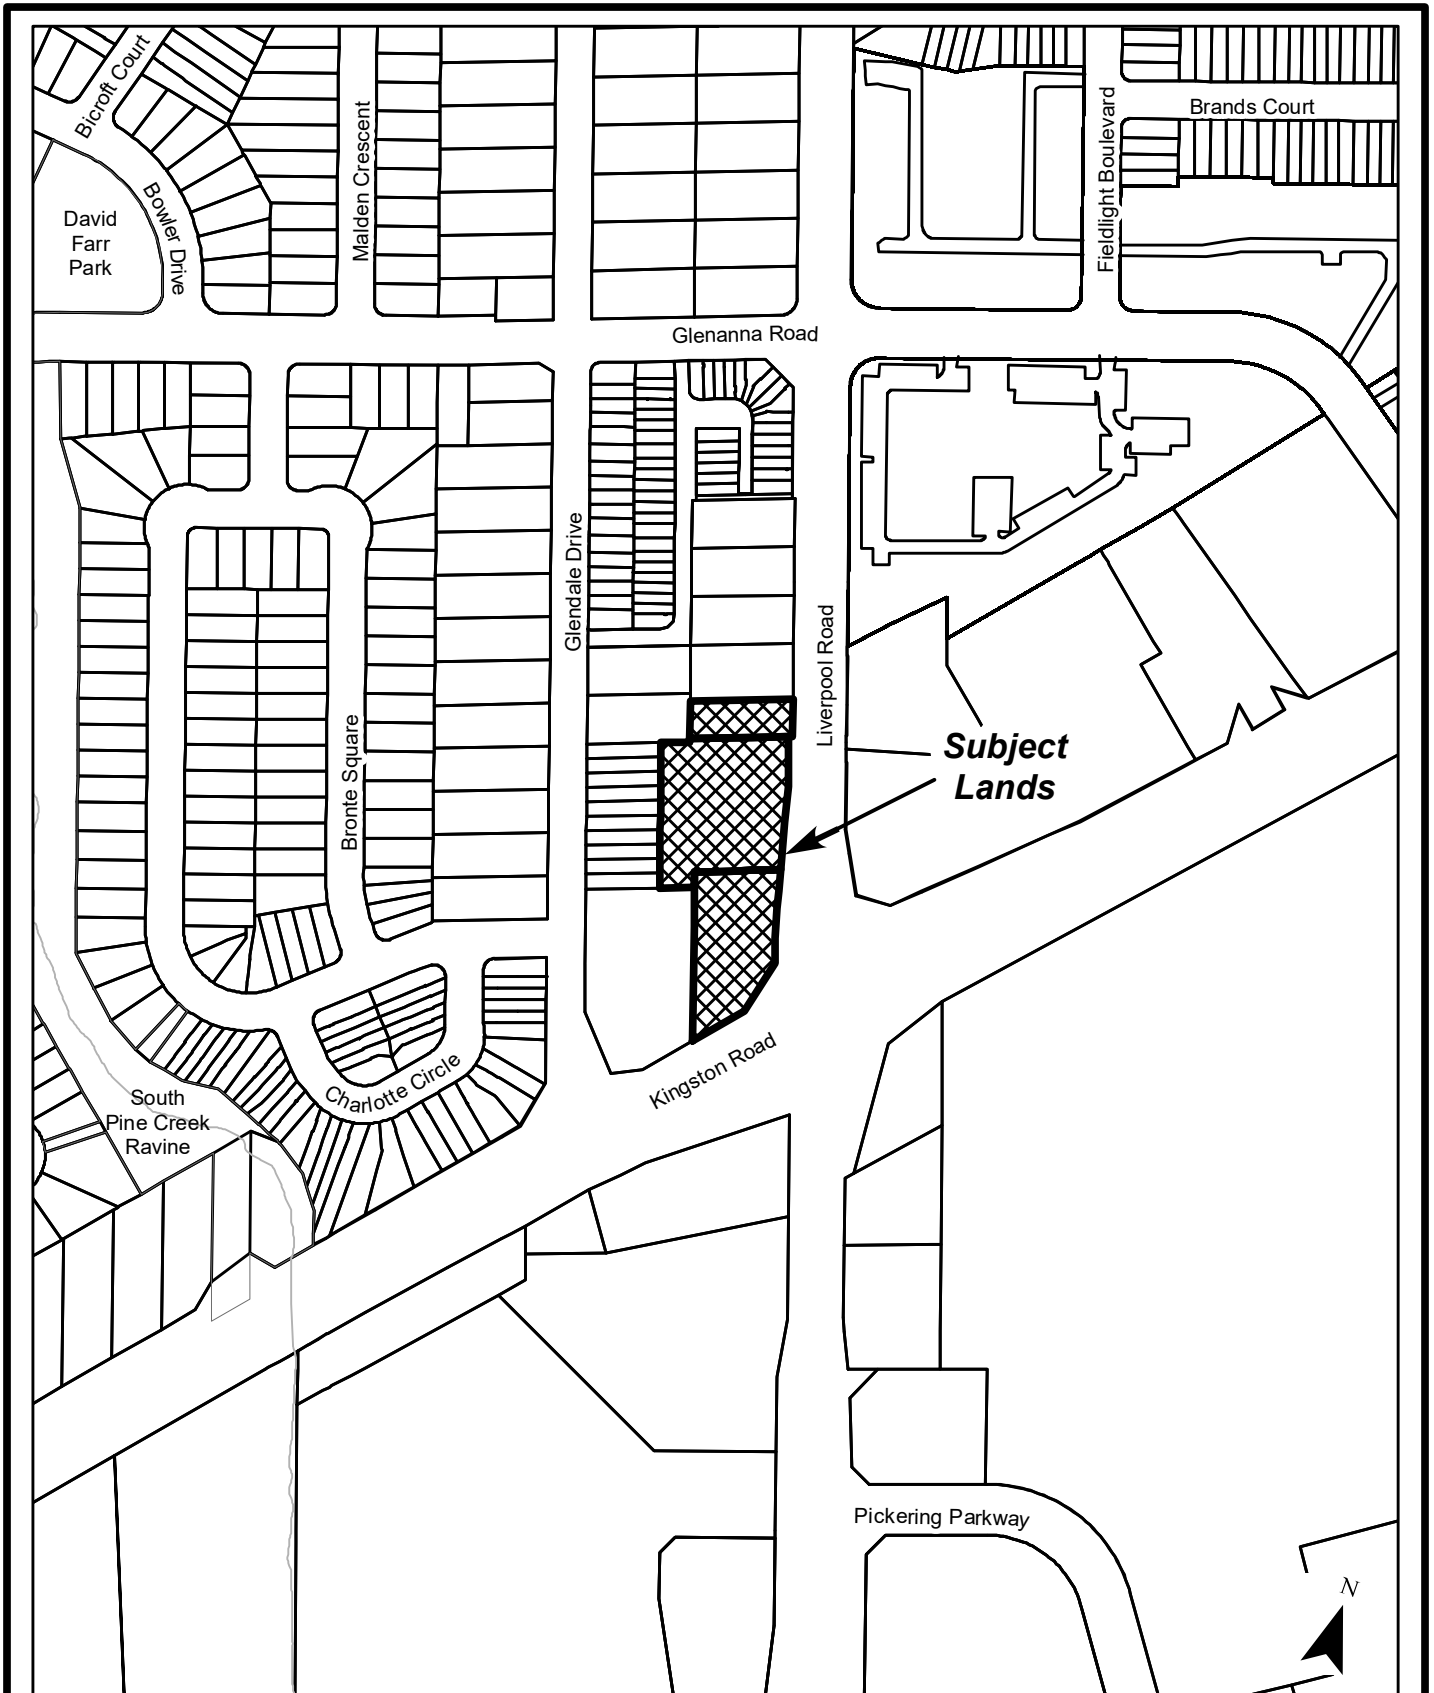 Bicroft Court
Malden Crescent
Fieldlight Boulevard
Brands Court
David
Farr
Park
Bowler Drive
Glenanna Road
Glendale Drive
Liverpool Road
Bronte Square
Subject
Lands
Kingston Road
Charlotte Circle
South
Pine Creek
Ravine
Pickering Parkway
N